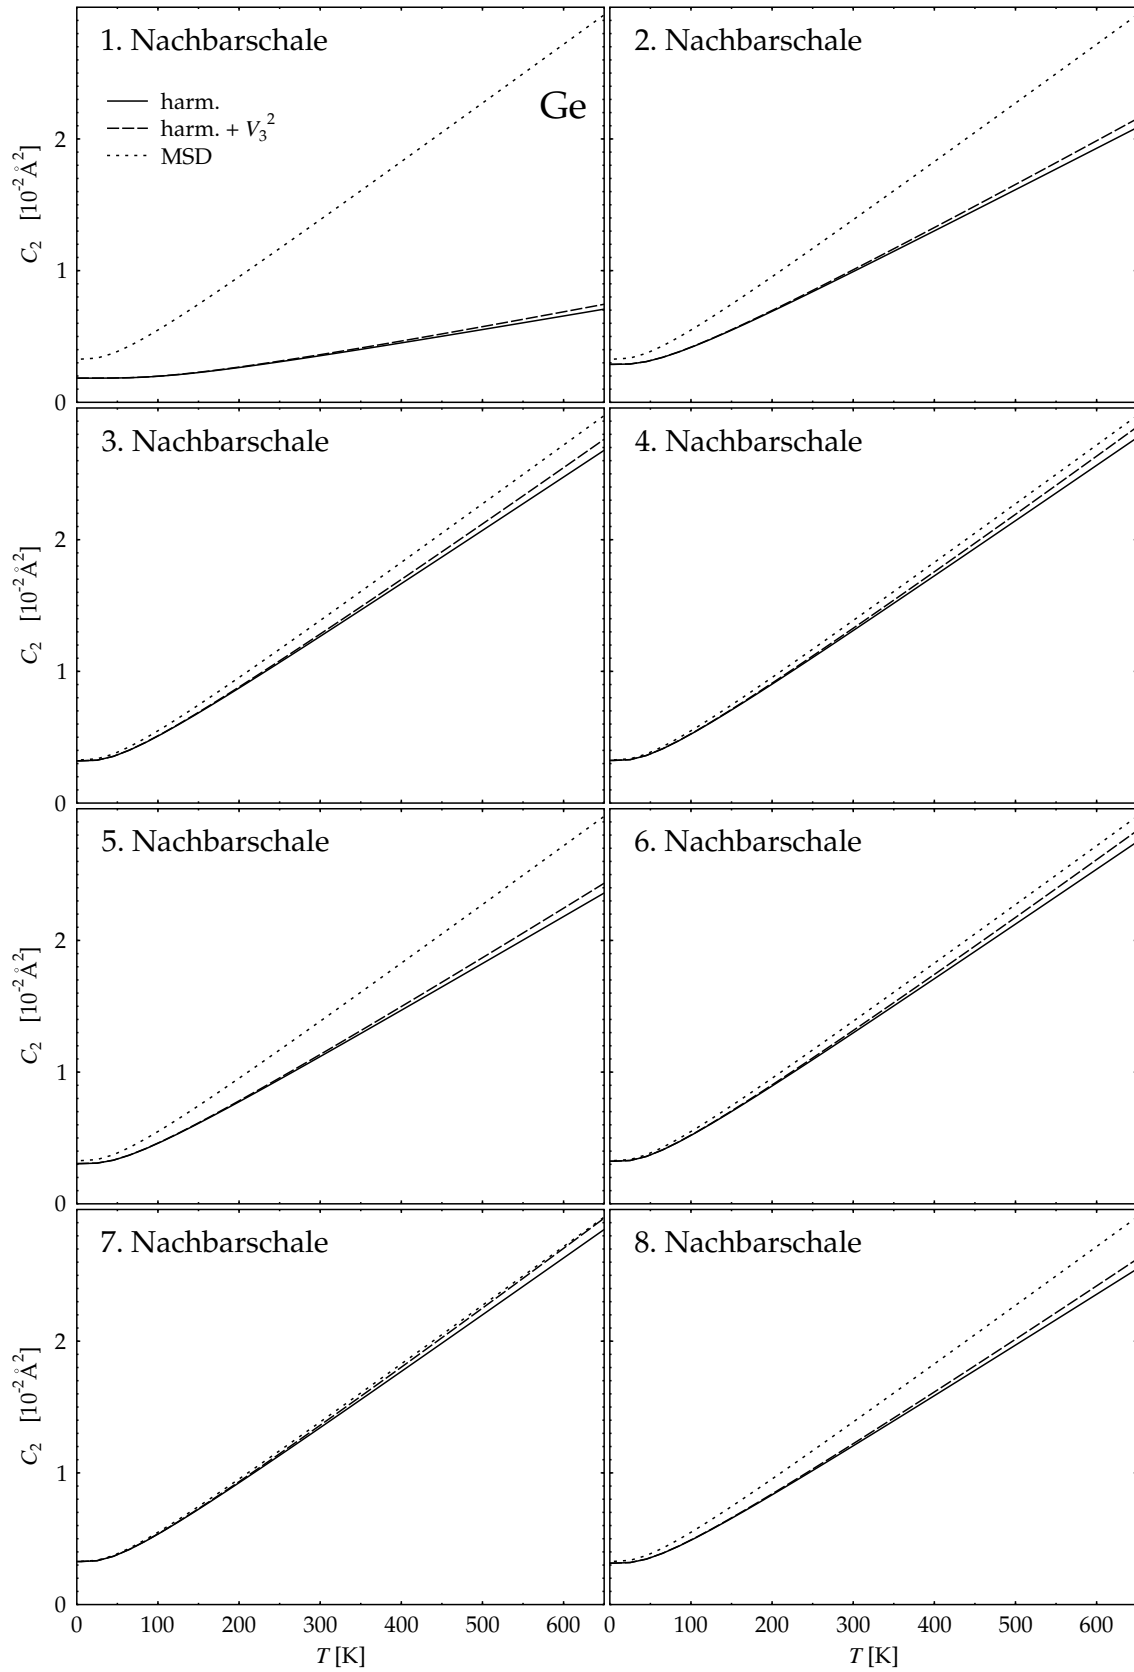 1. Nachbarschale
2. Nachbarschale
harm.
harm. + V₃²
MSD
Ge
C₂ [10⁻²Å²]
2
1
0
3. Nachbarschale
4. Nachbarschale
C₂ [10⁻²Å²]
2
1
0
5. Nachbarschale
6. Nachbarschale
C₂ [10⁻²Å²]
2
1
0
7. Nachbarschale
8. Nachbarschale
C₂ [10⁻²Å²]
2
1
0
0 100 200 300 400 500 600
0 100 200 300 400 500 600
T [K]
T [K]